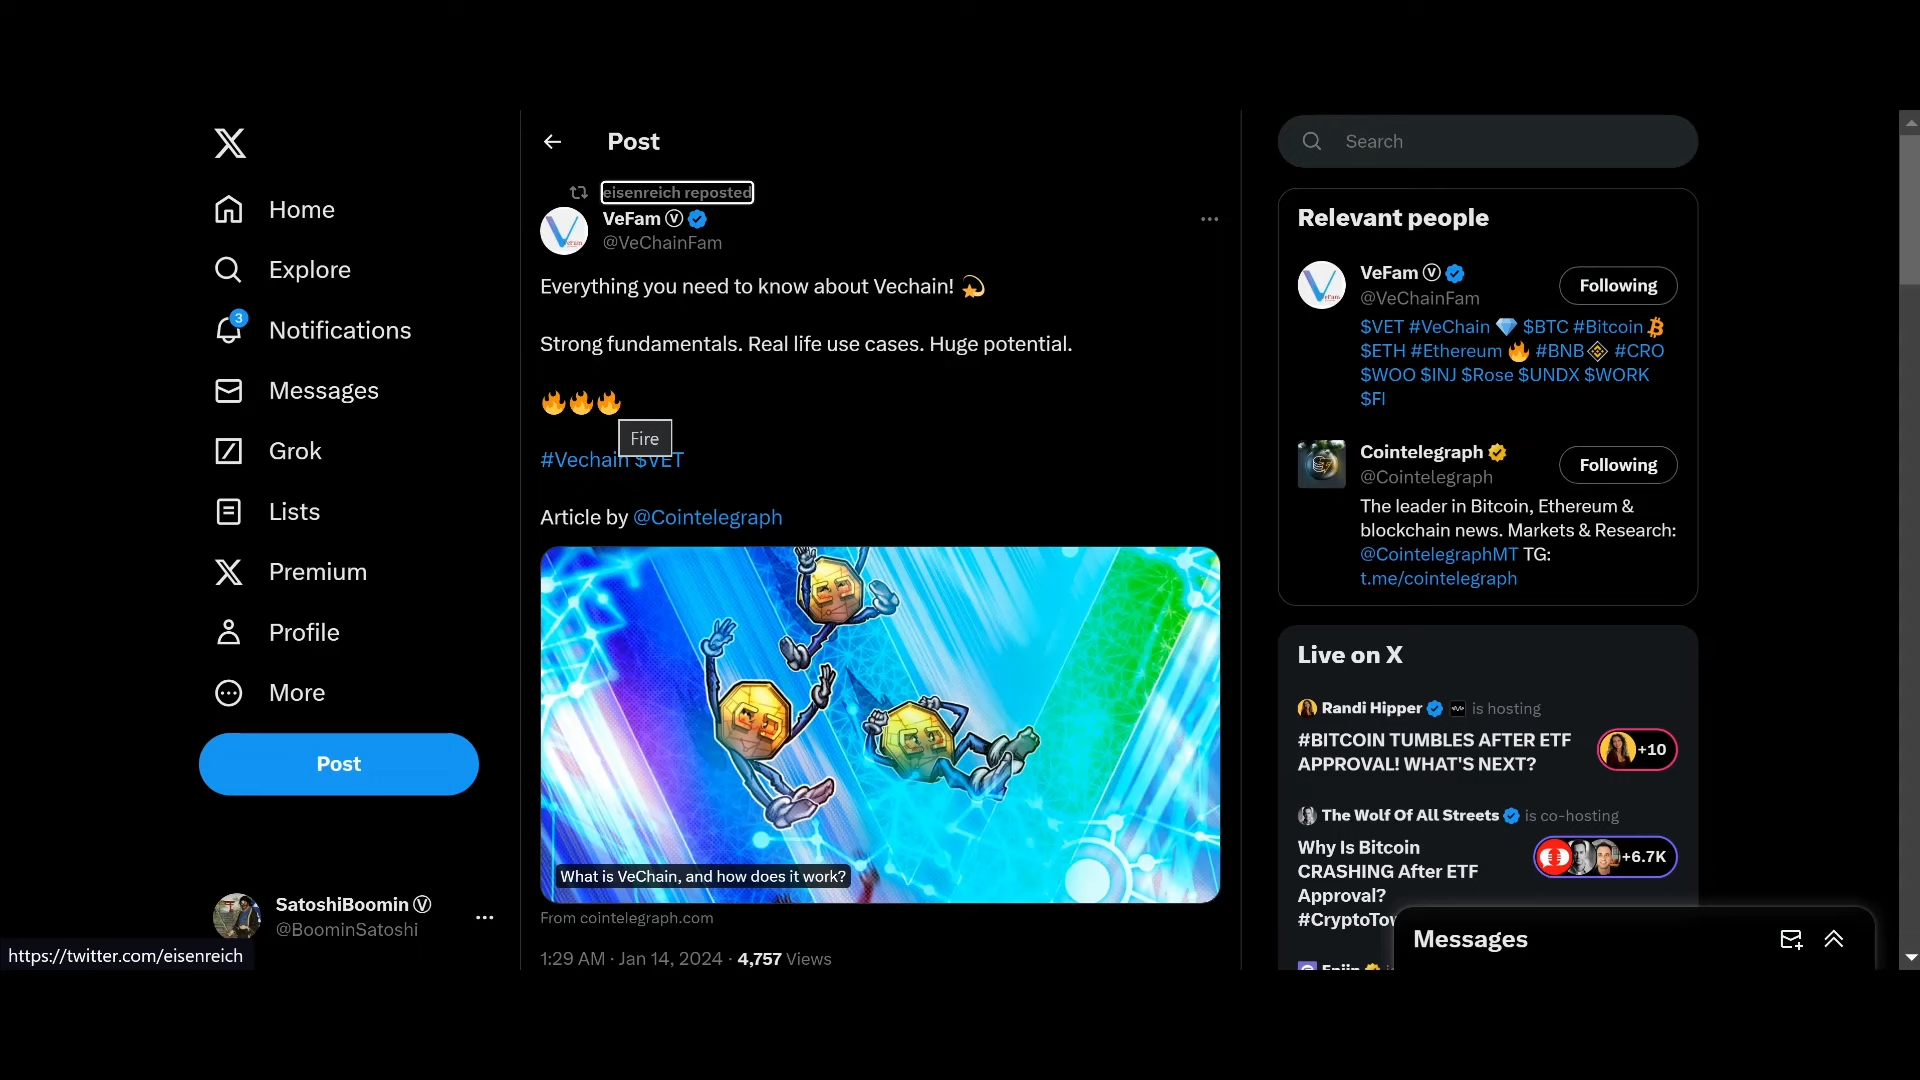 Post
Search
eisenreich reposted
VeFam Ⓥ
@VeChainFam
Everything you need to know about Vechain! 💫
Strong fundamentals. Real life use cases. Huge potential.
🔥🔥🔥
Fire
#Vechain $VET
Article by @Cointelegraph
What is VeChain, and how does it work?
From cointelegraph.com
1:29 AM · Jan 14, 2024 · 4,757 Views
Home
Explore
3
Notifications
Messages
Grok
Lists
Premium
Profile
More
Post
SatoshiBoomin Ⓥ
@BoominSatoshi
https://twitter.com/eisenreich
Relevant people
VeFam Ⓥ
@VeChainFam
Following
$VET #VeChain 💎 $BTC #Bitcoin
$ETH #Ethereum 🔥 #BNB #CRO
$WOO $INJ $Rose $UNDX $WORK
$FI
Cointelegraph
@Cointelegraph
Following
The leader in Bitcoin, Ethereum &
blockchain news. Markets & Research:
@CointelegraphMT TG:
t.me/cointelegraph
Live on X
Randi Hipper is hosting
#BITCOIN TUMBLES AFTER ETF
APPROVAL! WHAT'S NEXT?
+10
The Wolf Of All Streets is co-hosting
Why Is Bitcoin
CRASHING After ETF
Approval?
#CryptoTow
+6.7K
Messages